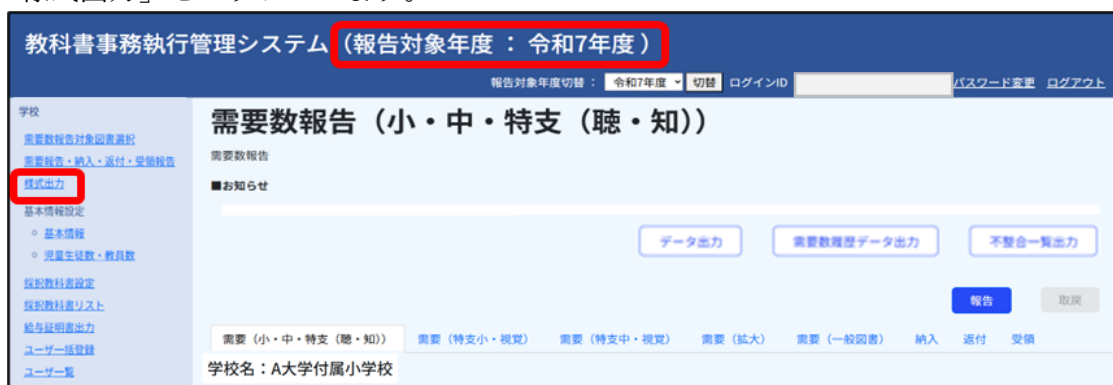 教科書事務執行管理システム（報告対象年度 ： 令和7年度 ）
報告対象年度切替 ： 令和7年度 切替 ログインID パスワード変更 ログアウト
学校
需要数報告対象図書選択
需要報告・納入・返付・受領報告
様式出力
基本情報設定
基本情報
児童生徒数・教員数
採択教科書設定
採択教科書リスト
給与証明書出力
ユーザー一括登録
ユーザ一覧
需要数報告（小・中・特支（聴・知））
需要数報告
■お知らせ
データ出力 需要数履歴データ出力 不整合一覧出力
報告 取戻
需要（小・中・特支（聴・知）） 需要（特支小・視覚） 需要（特支中・視覚） 需要（拡大） 需要（一般図書） 納入 返付 受領
学校名：A大学付属小学校